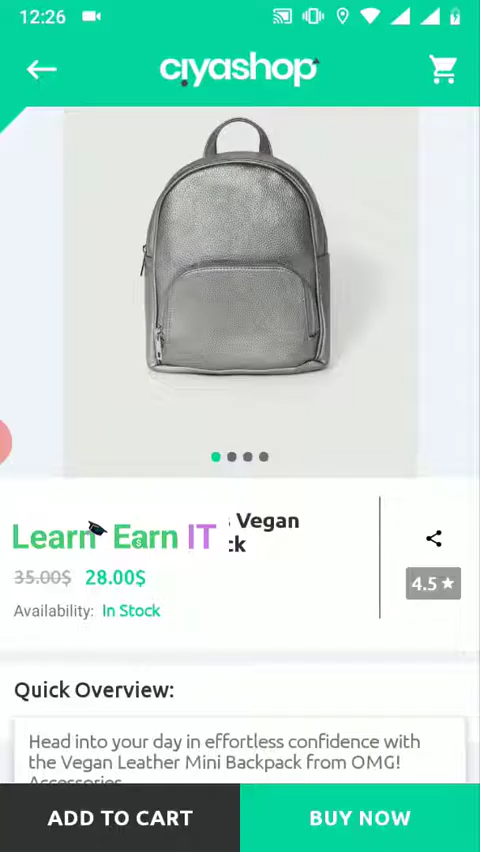 12:26
ciyashop
Vegan
Learn Earn IT
35.00$ 28.00$
4.5
Availability: In Stock
Quick Overview:
Head into your day in effortless confidence with
the Vegan Leather Mini Backpack from OMG!
Accessories
ADD TO CART
BUY NOW